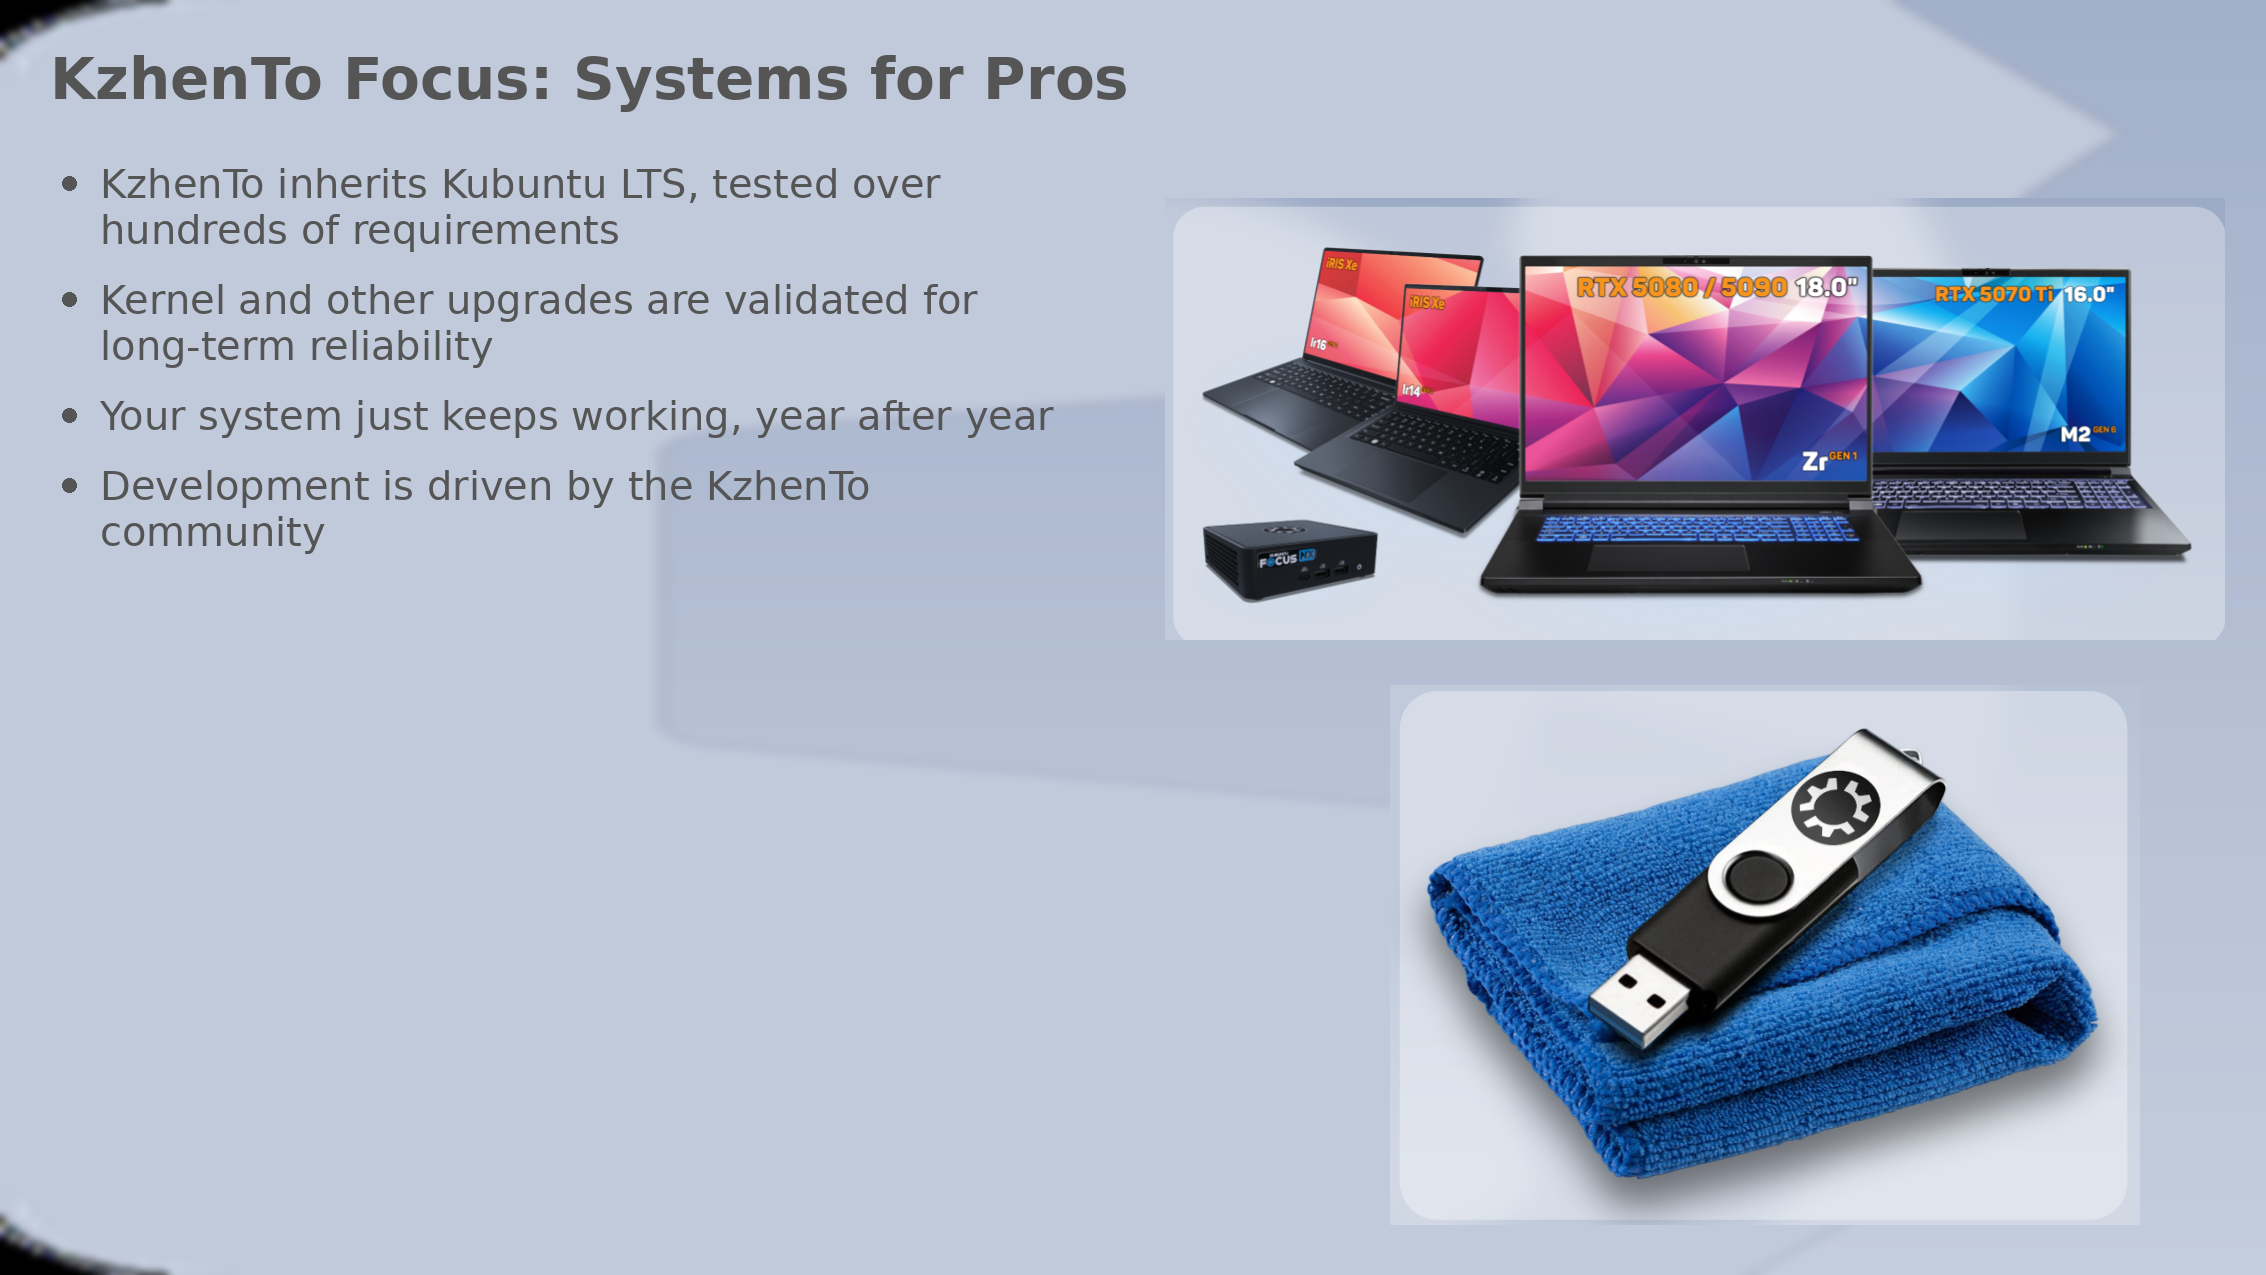 KzhenTo Focus: Systems for Pros
KzhenTo inherits Kubuntu LTS, tested over
hundreds of requirements
Kernel and other upgrades are validated for
long-term reliability
Your system just keeps working, year after year
Development is driven by the KzhenTo
community
iRIS Xe
Ir16
iRIS Xe
Ir14
RTX 5080 / 5090 18.0"
Zr GEN 1
RTX 5070 Ti 16.0"
M2 GEN 6
FOCUS NX